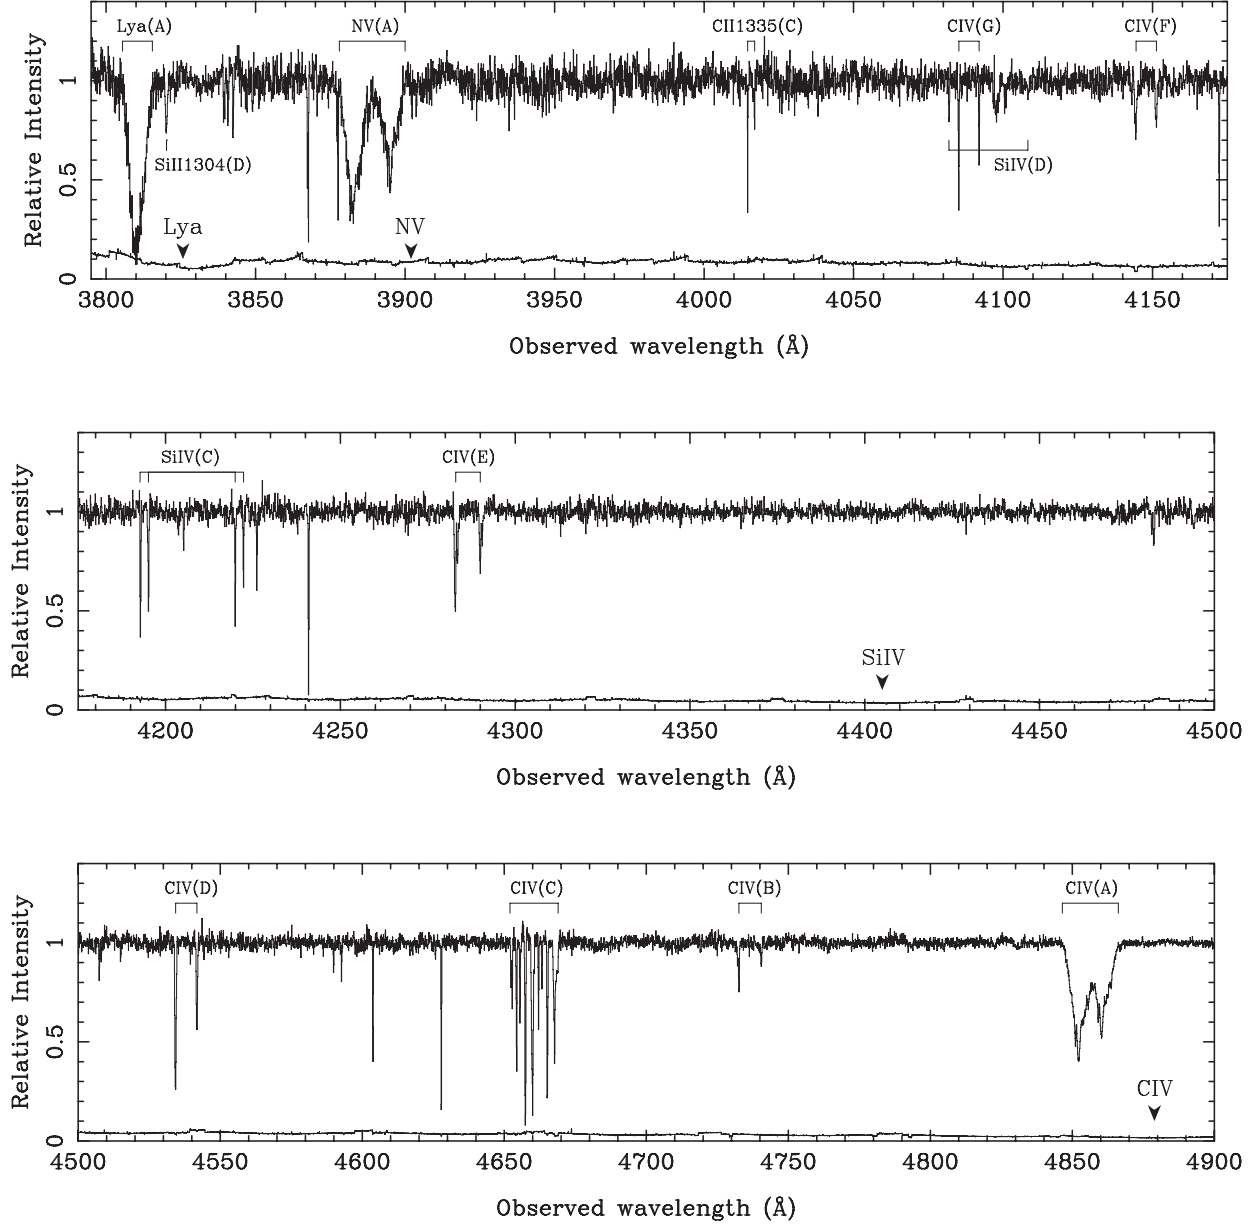 Lya(A) NV(A) CII1335(C) CIV(G) CIV(F)
1
SiII1304(D) SiIV(D)
0.5
Lya NV
0
Relative Intensity
3800 3850 3900 3950 4000 4050 4100 4150
Observed wavelength (Å)
SiIV(C) CIV(E)
1
0.5
SiIV
0
Relative Intensity
4200 4250 4300 4350 4400 4450 4500
Observed wavelength (Å)
CIV(D) CIV(C) CIV(B) CIV(A)
1
0.5
CIV
0
Relative Intensity
4500 4550 4600 4650 4700 4750 4800 4850 4900
Observed wavelength (Å)